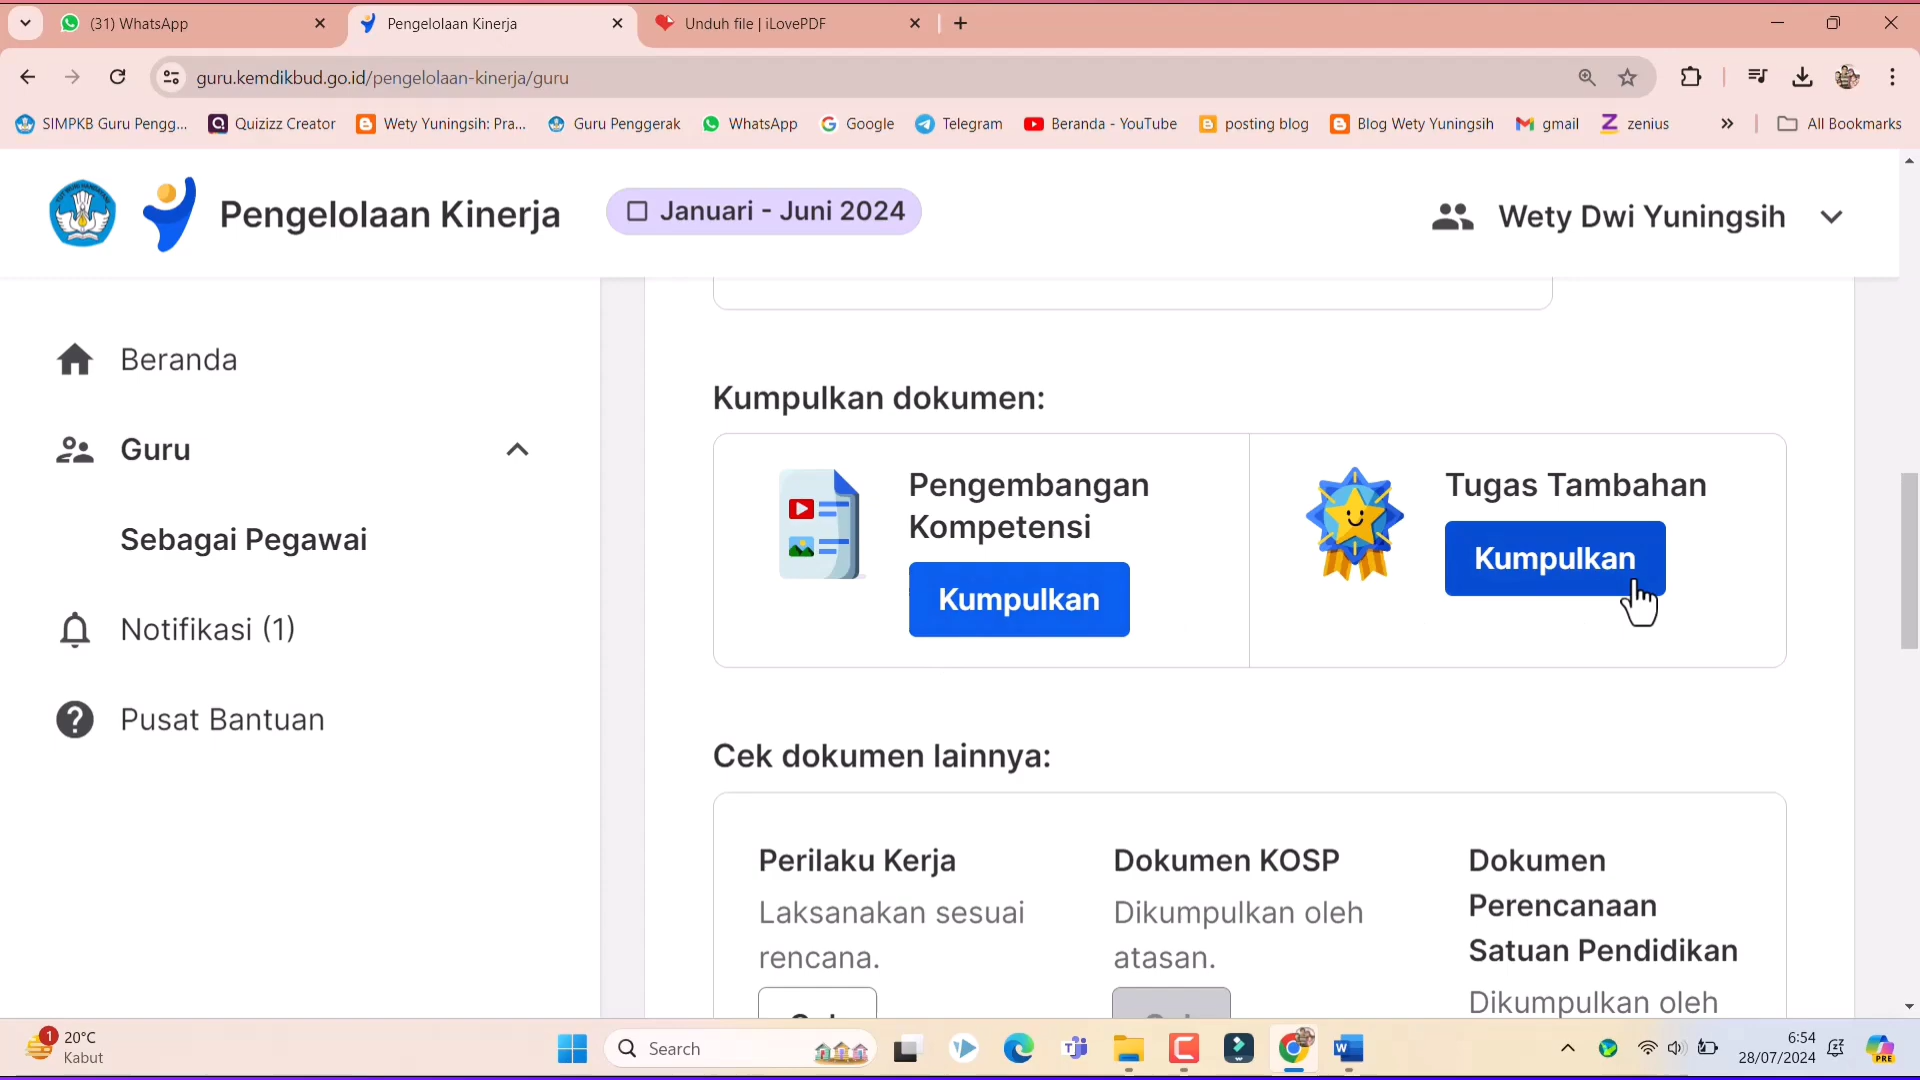 (31) WhatsApp
Pengelolaan Kinerja
Unduh file | iLovePDF
guru.kemdikbud.go.id/pengelolaan-kinerja/guru
SIMPKB Guru Pengg...
Quizizz Creator
Wety Yuningsih: Pra...
Guru Penggerak
WhatsApp
Google
Telegram
Beranda - YouTube
posting blog
Blog Wety Yuningsih
gmail
zenius
All Bookmarks
Pengelolaan Kinerja
Januari - Juni 2024
Wety Dwi Yuningsih
Beranda
Guru
Sebagai Pegawai
Notifikasi (1)
Pusat Bantuan
Kumpulkan dokumen:
Pengembangan
Kompetensi
Kumpulkan
Tugas Tambahan
Kumpulkan
Cek dokumen lainnya:
Perilaku Kerja
Laksanakan sesuai
rencana.
Dokumen KOSP
Dikumpulkan oleh
atasan.
Dokumen
Perencanaan
Satuan Pendidikan
Dikumpulkan oleh
1
20°C
Kabut
Search
6:54
28/07/2024
PRE